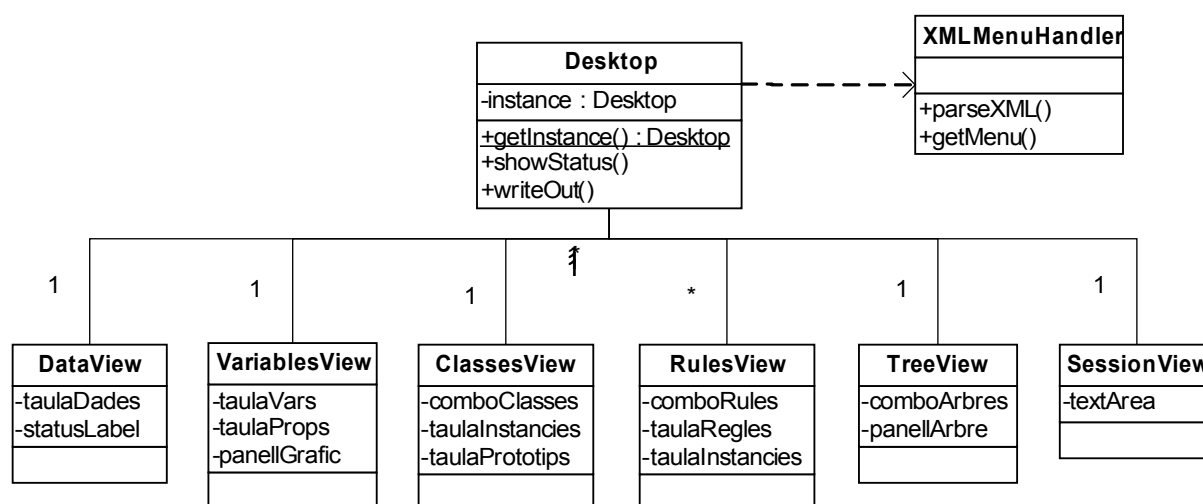 Desktop
-instance : Desktop
+getInstance() : Desktop
+showStatus()
+writeOut()
XMLMenuHandler
+parseXML()
+getMenu()
1
1
1
*
1
1
DataView
-taulaDades
-statusLabel
VariablesView
-taulaVars
-taulaProps
-panellGrafic
ClassesView
-comboClasses
-taulaInstancies
-taulaPrototips
RulesView
-comboRules
-taulaRegles
-taulaInstancies
TreeView
-comboArbres
-panellArbre
SessionView
-textArea